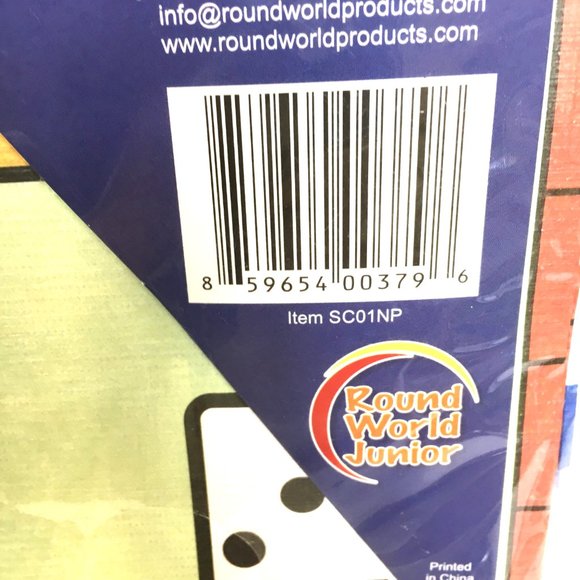 info@roundworldproducts.com
www.roundworldproducts.com
8 59654 00379 6
Item SC01NP
Round
World
Junior
Printed
in China